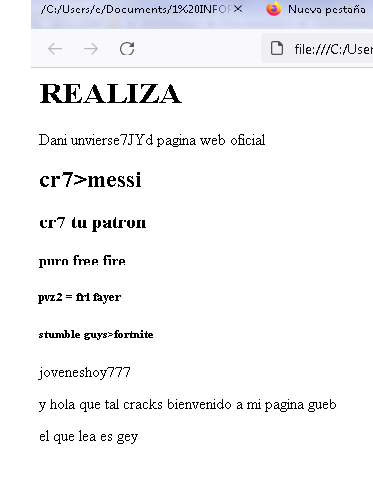 /C:/Users/c/Documents/1%20INFOR
Nueva pestaña
file:///C:/User
REALIZA
Dani unvierse7JYd pagina web oficial
cr7>messi
cr7 tu patron
puro free fire
pvz2 = fri fayer
stumble guys>fortnite
joveneshoy777
y hola que tal cracks bienvenido a mi pagina gueb
el que lea es gey